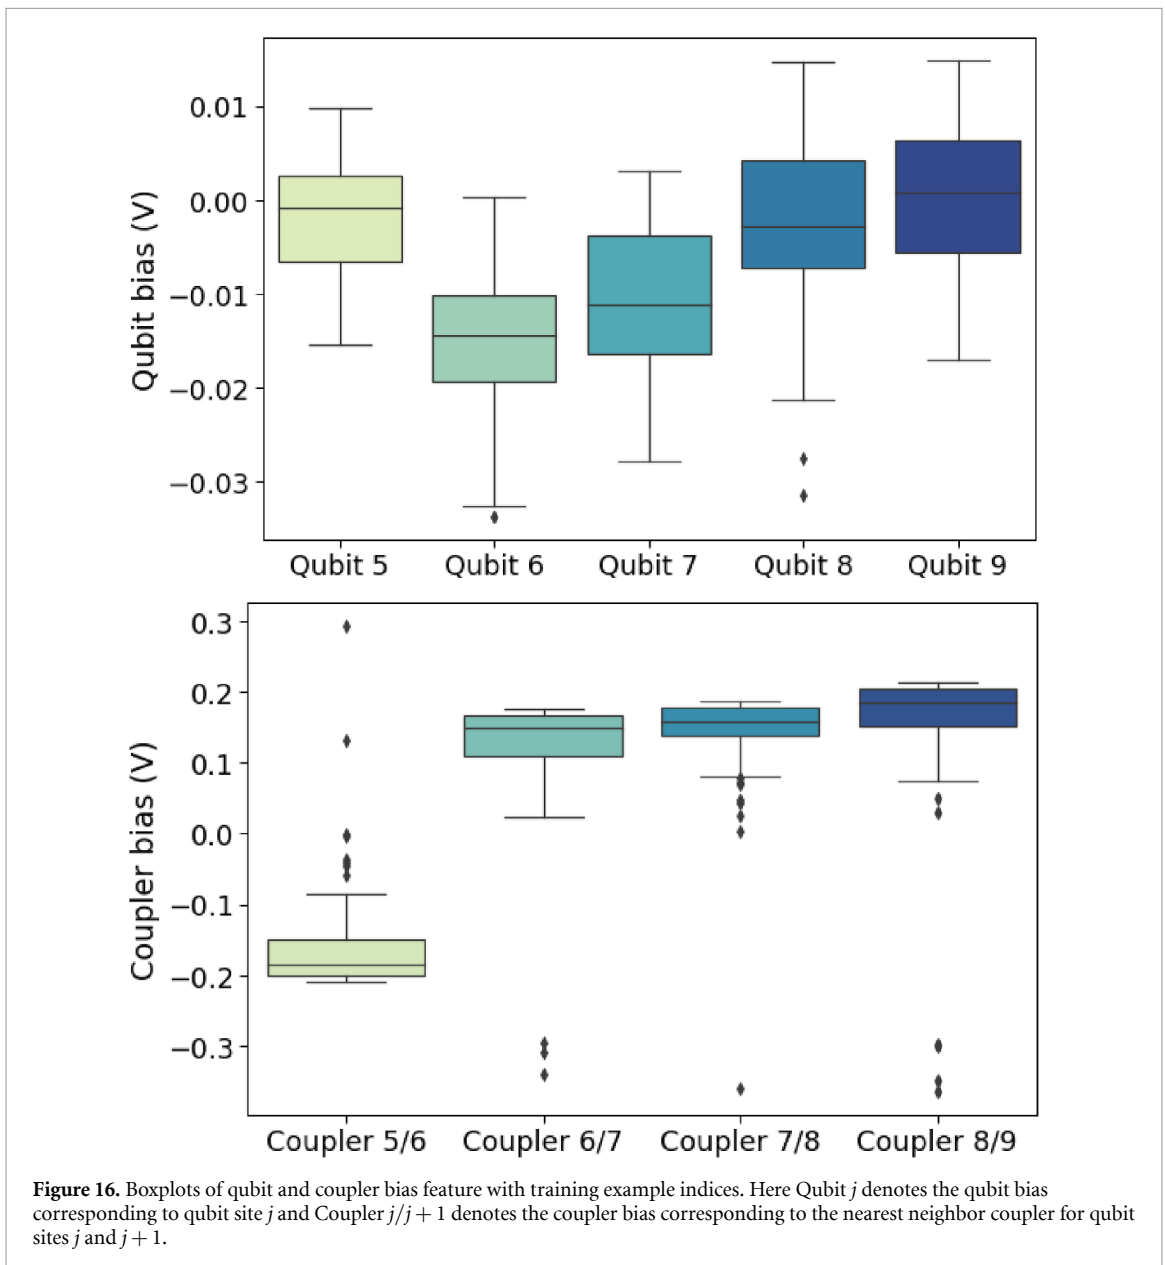 0.01
0.00
−0.01
−0.02
−0.03
Qubit bias (V)
Qubit 5 Qubit 6 Qubit 7 Qubit 8 Qubit 9
0.3
0.2
0.1
0.0
−0.1
−0.2
−0.3
Coupler bias (V)
Coupler 5/6 Coupler 6/7 Coupler 7/8 Coupler 8/9
Figure 16. Boxplots of qubit and coupler bias feature with training example indices. Here Qubit j denotes the qubit bias
corresponding to qubit site j and Coupler j/j + 1 denotes the coupler bias corresponding to the nearest neighbor coupler for qubit
sites j and j + 1.